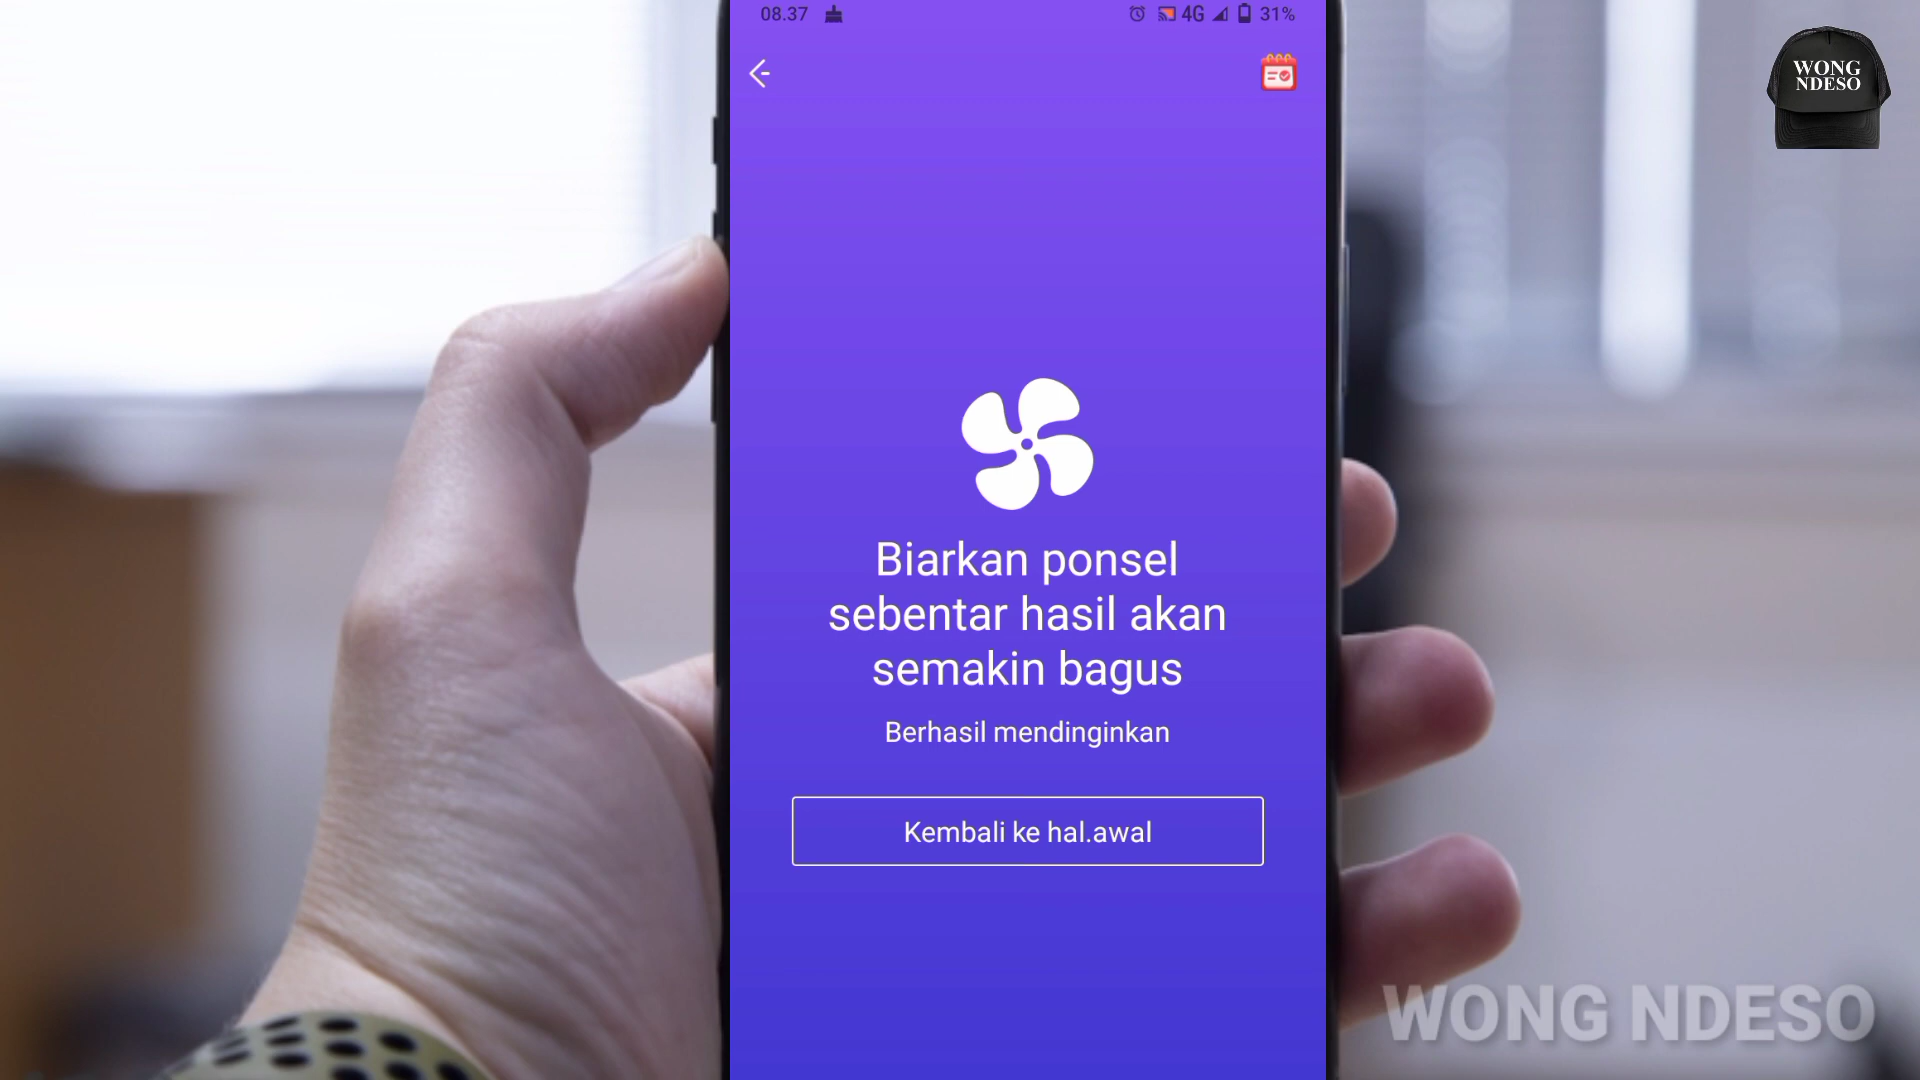 08.37
4G
31%
WONG
NDESO
Biarkan ponsel
sebentar hasil akan
semakin bagus
Berhasil mendinginkan
Kembali ke hal.awal
WONG NDESO